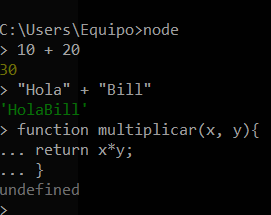 C:\Users\Equipo>node
> 10 + 20
30
> "Hola" + "Bill"
'HolaBill'
> function multiplicar(x, y){
... return x*y;
... }
undefined
>